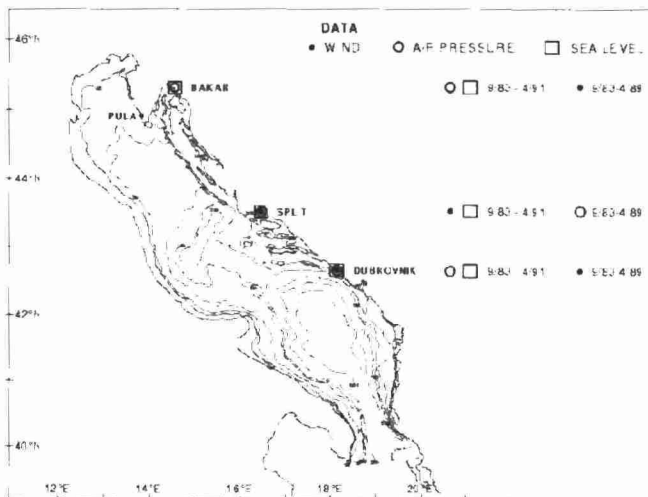 DATA
• WIND ○ AIR PRESSURE □ SEA LEVEL
46°N
BAKAR ○ □ 9/83 - 4/91 • 9/83-4/89
PULA
44°N
SPLIT • □ 9/83 - 4/91 ○ 9/83-4/89
DUBROVNIK ○ □ 9/83 - 4/91 • 9/83-4/89
42°N
40°N
12°E 14°E 16°E 18°E 20°E